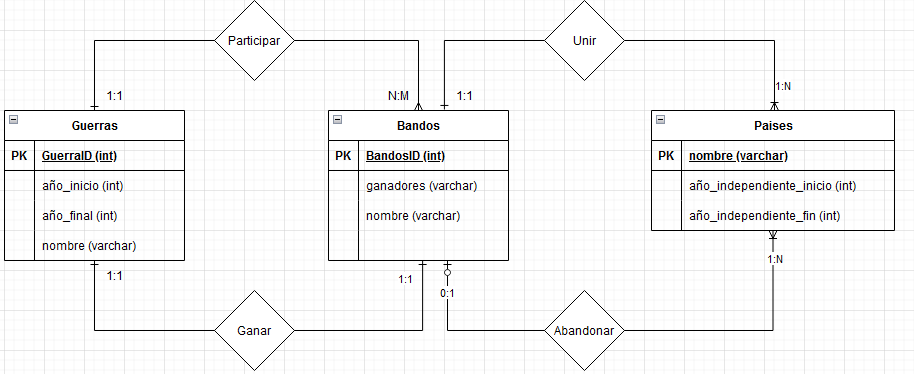 Participar
Unir
1:1
N:M
1:1
1:N
Guerras
PK GuerraID (int)
año_inicio (int)
año_final (int)
nombre (varchar)
Bandos
PK BandosID (int)
ganadores (varchar)
nombre (varchar)
Paises
PK nombre (varchar)
año_independiente_inicio (int)
año_independiente_fin (int)
1:1
1:1
0:1
1:N
Ganar
Abandonar